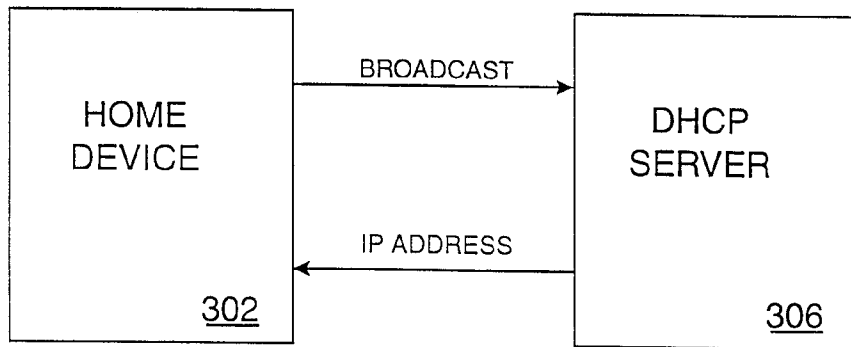 HOME
DEVICE
302
BROADCAST
IP ADDRESS
DHCP
SERVER
306